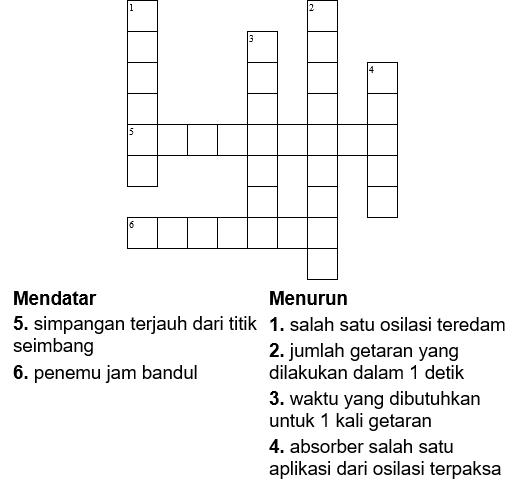 1
2
3
4
5
6
Mendatar
5. simpangan terjauh dari titik
seimbang
6. penemu jam bandul
Menurun
1. salah satu osilasi teredam
2. jumlah getaran yang
dilakukan dalam 1 detik
3. waktu yang dibutuhkan
untuk 1 kali getaran
4. absorber salah satu
aplikasi dari osilasi terpaksa